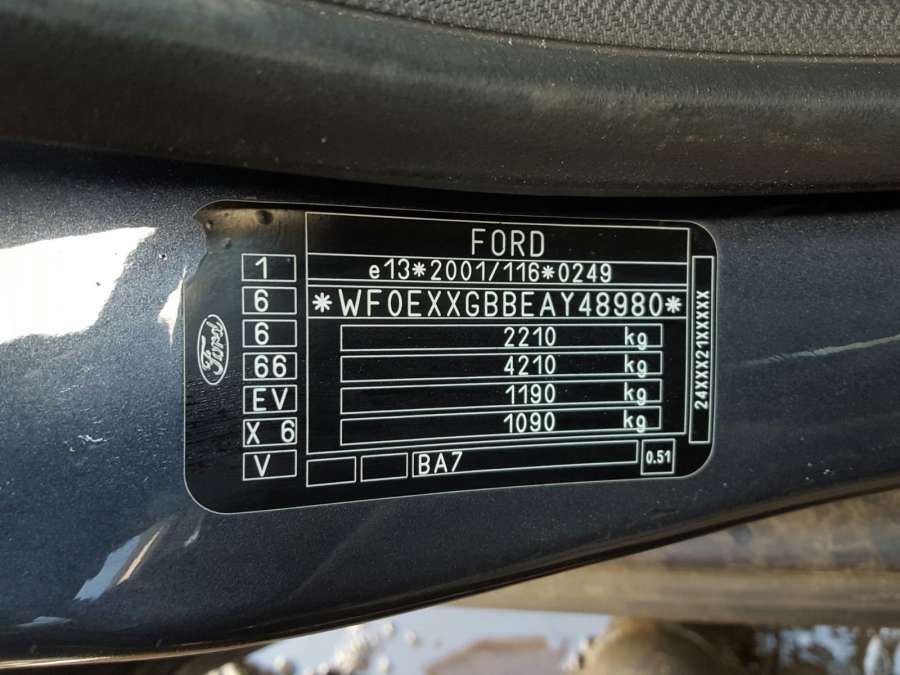 FORD
e13*2001/116*0249
*WF0EXXGBBEAY48980*
2210 kg
4210 kg
1190 kg
1090 kg
BA7
0.51
1
6
6
66
EV
X 6
V
Ford
24XXX21XXXXX